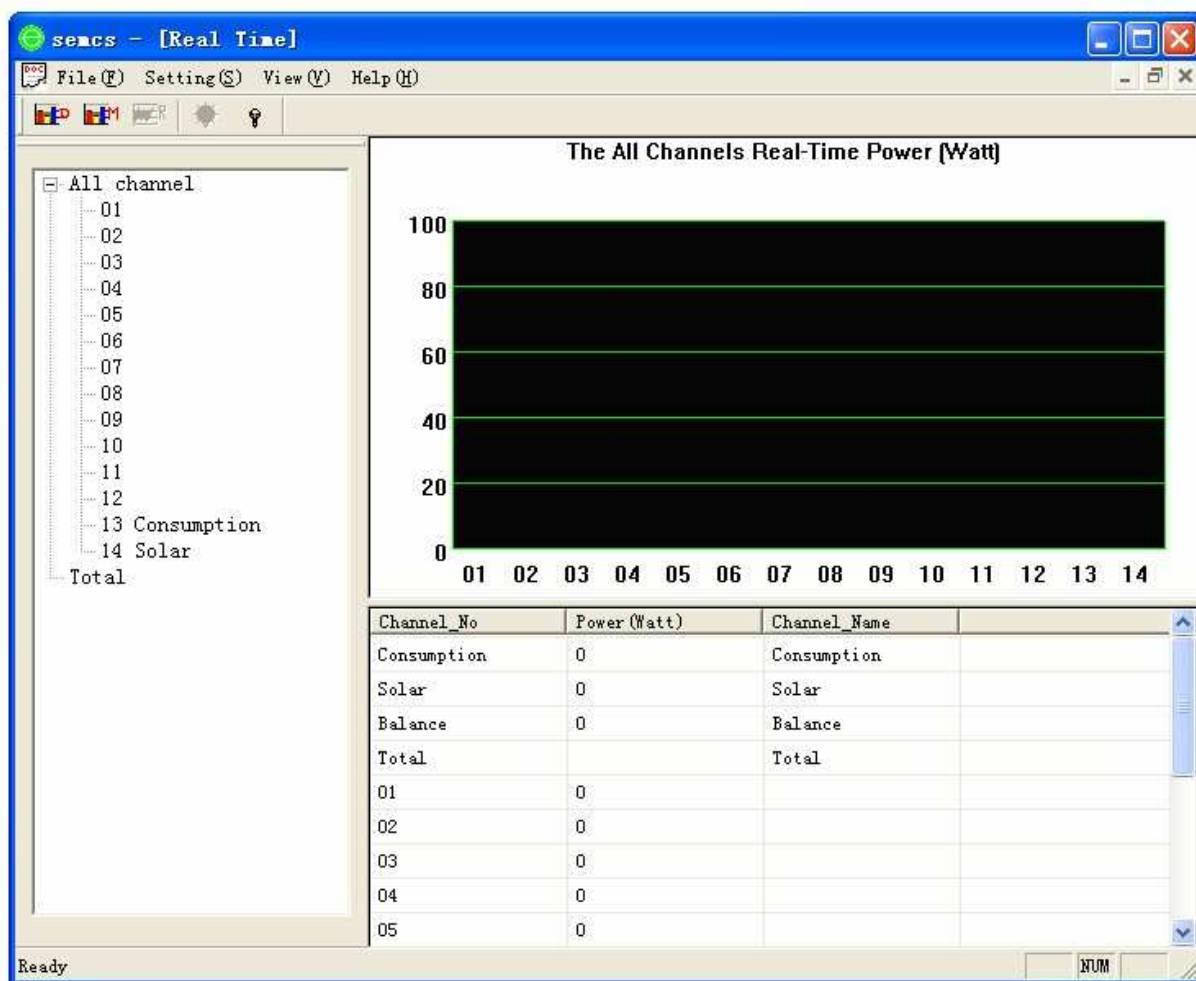 semcs - [Real Time]
DOC File(F) Setting(S) View(V) Help(H)
D M R
All channel
01
02
03
04
05
06
07
08
09
10
11
12
13 Consumption
14 Solar
Total
The All Channels Real-Time Power (Watt)
100
80
60
40
20
0
01 02 03 04 05 06 07 08 09 10 11 12 13 14
Channel_No Power(Watt) Channel_Name
Consumption 0 Consumption
Solar 0 Solar
Balance 0 Balance
Total Total
01 0
02 0
03 0
04 0
05 0
Ready NUM